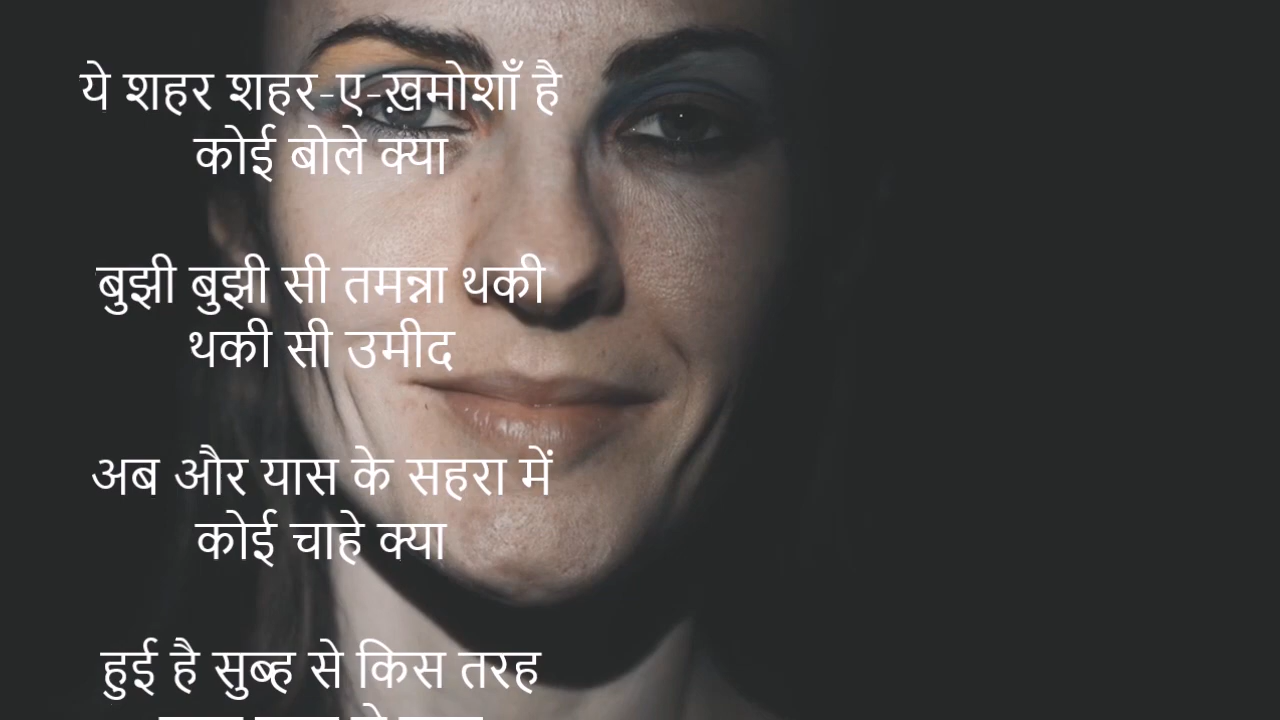 ये शहर शहर-ए-ख़मोशाँ है
कोई बोले क्या
बुझी बुझी सी तमन्ना थकी
थकी सी उमीद
अब और यास के सहरा में
कोई चाहे क्या
हुई है सुब्ह से किस तरह